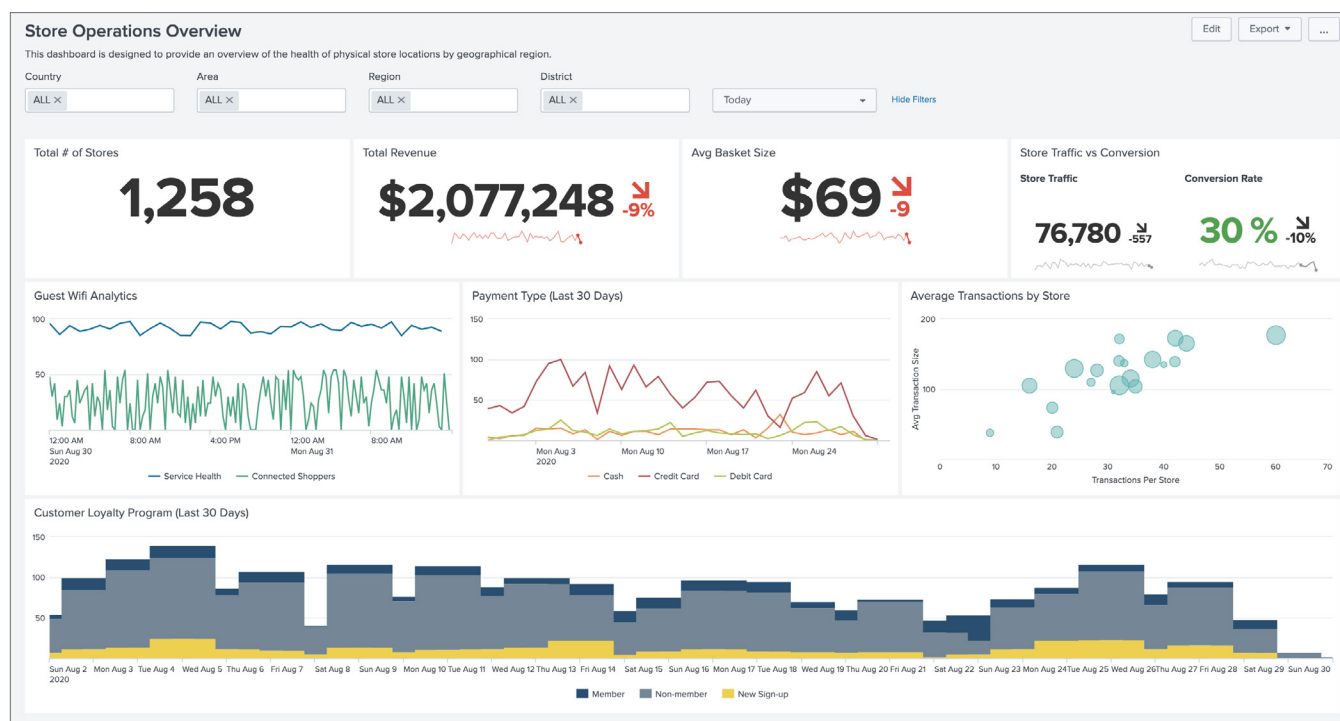 Store Operations Overview
Edit
Export
...
This dashboard is designed to provide an overview of the health of physical store locations by geographical region.
Country Area Region District
ALL × ALL × ALL × ALL × Today Hide Filters
Total # of Stores
1,258
Total Revenue
$2,077,248 -9%
Avg Basket Size
$69 -9
Store Traffic vs Conversion
Store Traffic Conversion Rate
76,780 -557 30 % -10%
Guest Wifi Analytics
100
50
12:00 AM 8:00 AM 4:00 PM 12:00 AM 8:00 AM
Sun Aug 30 Mon Aug 31
2020
Service Health Connected Shoppers
Payment Type (Last 30 Days)
150
100
50
Mon Aug 3 Mon Aug 10 Mon Aug 17 Mon Aug 24
2020
Cash Credit Card Debit Card
Average Transactions by Store
200
100
Avg Transaction Size
0 10 20 30 40 50 60 70
Transactions Per Store
Customer Loyalty Program (Last 30 Days)
150
100
50
Sun Aug 2 Mon Aug 3 Tue Aug 4 Wed Aug 5 Thu Aug 6 Fri Aug 7 Sat Aug 8 Sun Aug 9 Mon Aug 10 Tue Aug 11 Wed Aug 12 Thu Aug 13 Fri Aug 14 Sat Aug 15 Sun Aug 16 Mon Aug 17 Tue Aug 18 Wed Aug 19 Thu Aug 20 Fri Aug 21 Sat Aug 22 Sun Aug 23 Mon Aug 24 Tue Aug 25 Wed Aug 26 Thu Aug 27 Fri Aug 28 Sat Aug 29 Sun Aug 30
2020
Member Non-member New Sign-up